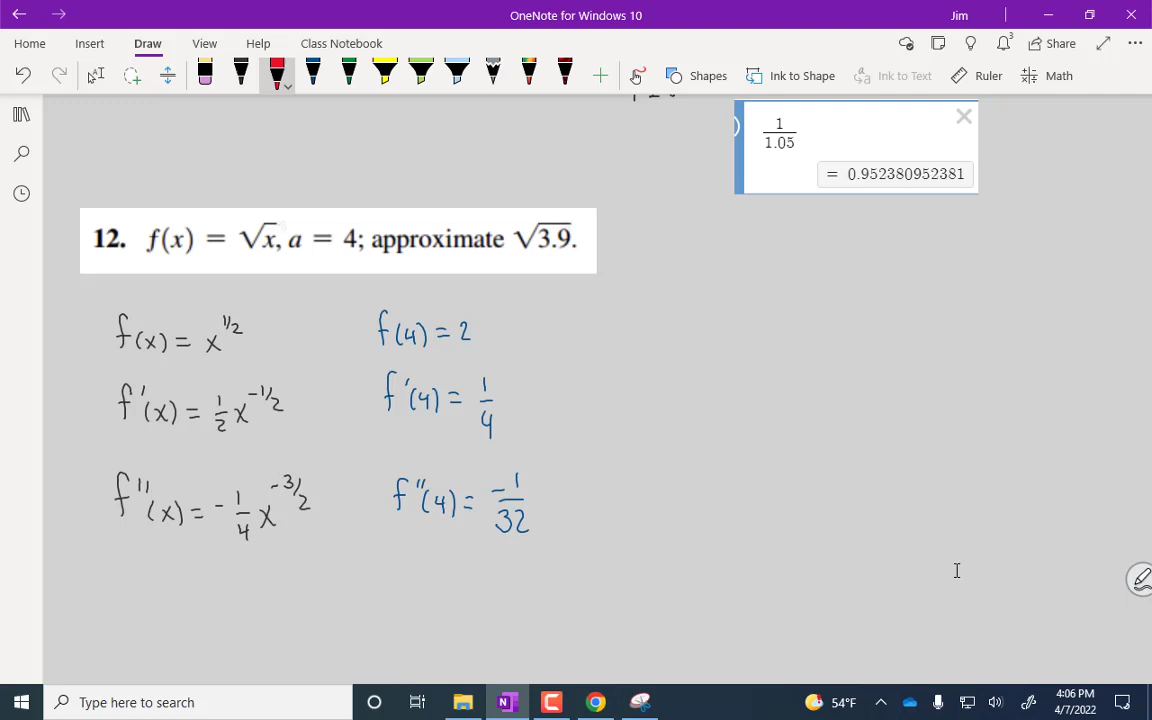 OneNote for Windows 10
Jim
Home Insert Draw View Help Class Notebook
Share
Shapes Ink to Shape Ink to Text Ruler Math
1/1.05
= 0.952380952381
12. f(x) = √x, a = 4; approximate √3.9.
f(x) = x^1/2 f(4) = 2
f'(x) = 1/2 x^-1/2 f'(4) = 1/4
f''(x) = -1/4 x^-3/2 f"(4) = -1/32
Type here to search
54°F
4:06 PM
4/7/2022